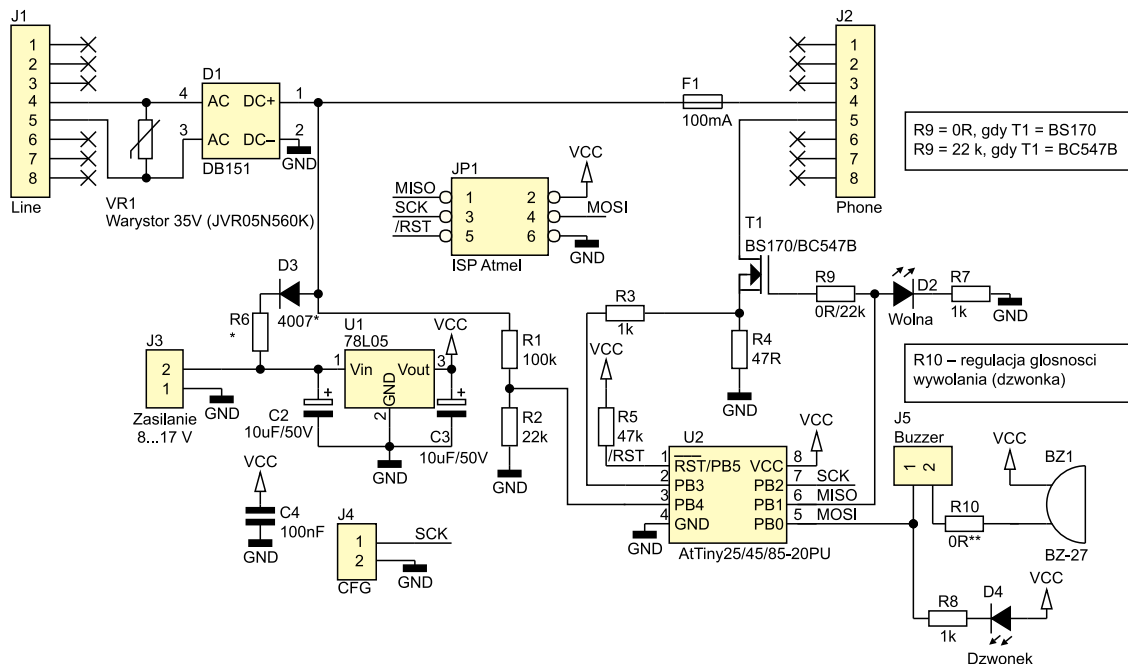 J1
1
2
3
4
5
6
7
8
Line
VR1
Warystor 35V (JVR05N560K)
D1
4
AC
DC+
1
3
AC
DC–
2
DB151
GND
F1
100mA
J2
1
2
3
4
5
6
7
8
Phone
R9 = 0R, gdy T1 = BS170
R9 = 22 k, gdy T1 = BC547B
JP1
MISO
1
2
VCC
SCK
3
4
MOSI
/RST
5
6
GND
ISP Atmel
T1
BS170/BC547B
R9
0R/22k
D2
Wolna
R7
1k
GND
R3
1k
R4
47R
GND
D3
4007*
R6
*
U1
78L05
1
Vin
Vout
3
VCC
GND
2
J3
2
1
Zasilanie
8...17 V
GND
C2
10uF/50V
+
C3
10uF/50V
+
GND
R1
100k
R2
22k
GND
VCC
R5
47k
/RST
R10 – regulacja glosnosci
wywolania (dzwonka)
U2
1
RST/PB5
VCC
8
VCC
2
PB3
PB2
7
SCK
3
PB4
PB1
6
MISO
4
GND
PB0
5
MOSI
GND
AtTiny25/45/85-20PU
J5
Buzzer
1
2
VCC
BZ1
R10
0R**
BZ-27
VCC
C4
100nF
GND
J4
1
SCK
2
GND
CFG
R8
1k
D4
VCC
Dzwonek